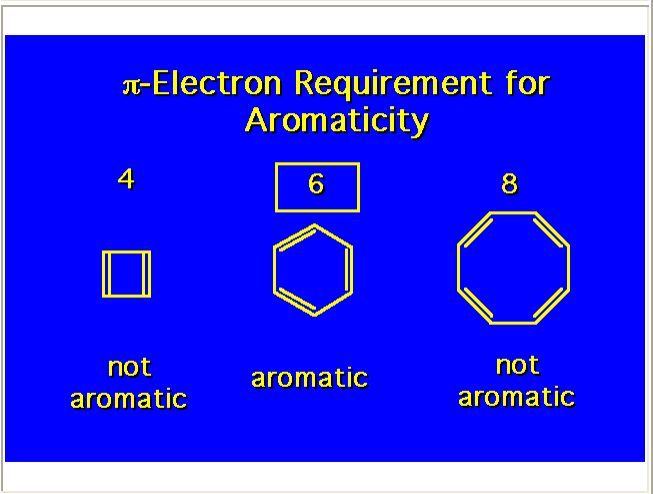 π-Electron Requirement for
Aromaticity
4
6
8
not
aromatic
aromatic
not
aromatic